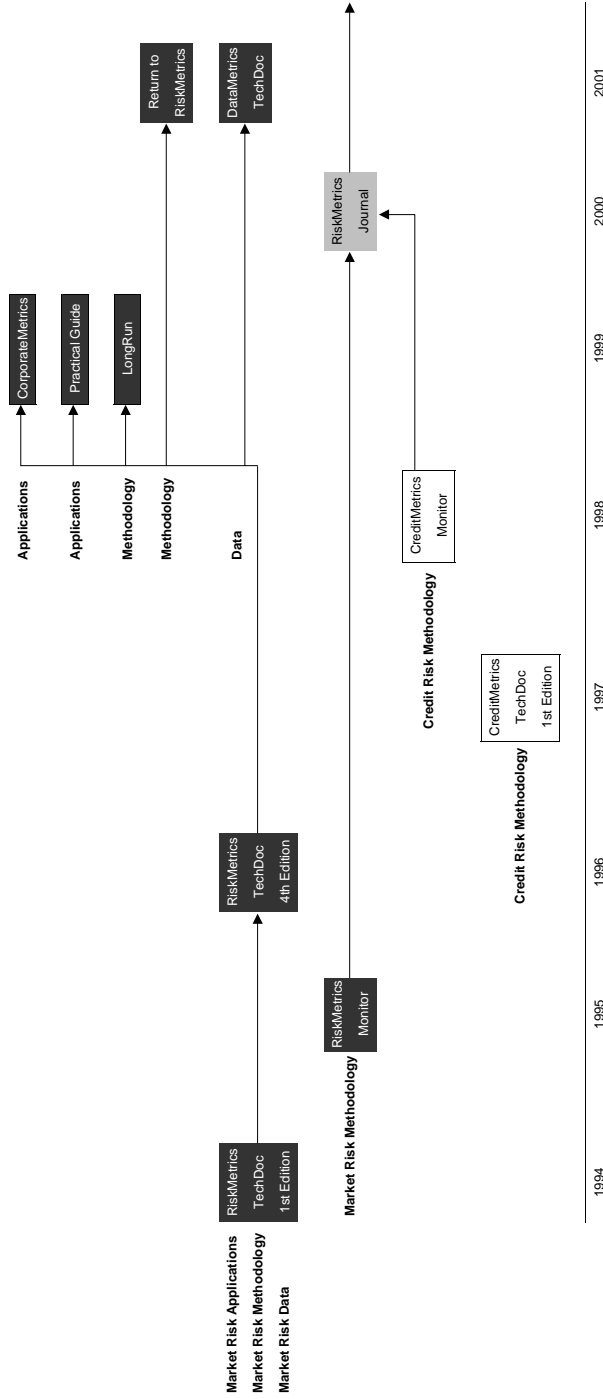 Applications
CorporateMetrics
Applications
Practical Guide
Methodology
LongRun
Methodology
Return to
RiskMetrics
Market Risk Applications
Market Risk Methodology
Market Risk Data
RiskMetrics
TechDoc
1st Edition
RiskMetrics
TechDoc
4th Edition
Data
DataMetrics
TechDoc
Market Risk Methodology
RiskMetrics
Monitor
RiskMetrics
Journal
Credit Risk Methodology
CreditMetrics
Monitor
Credit Risk Methodology
CreditMetrics
TechDoc
1st Edition
1994
1995
1996
1997
1998
1999
2000
2001